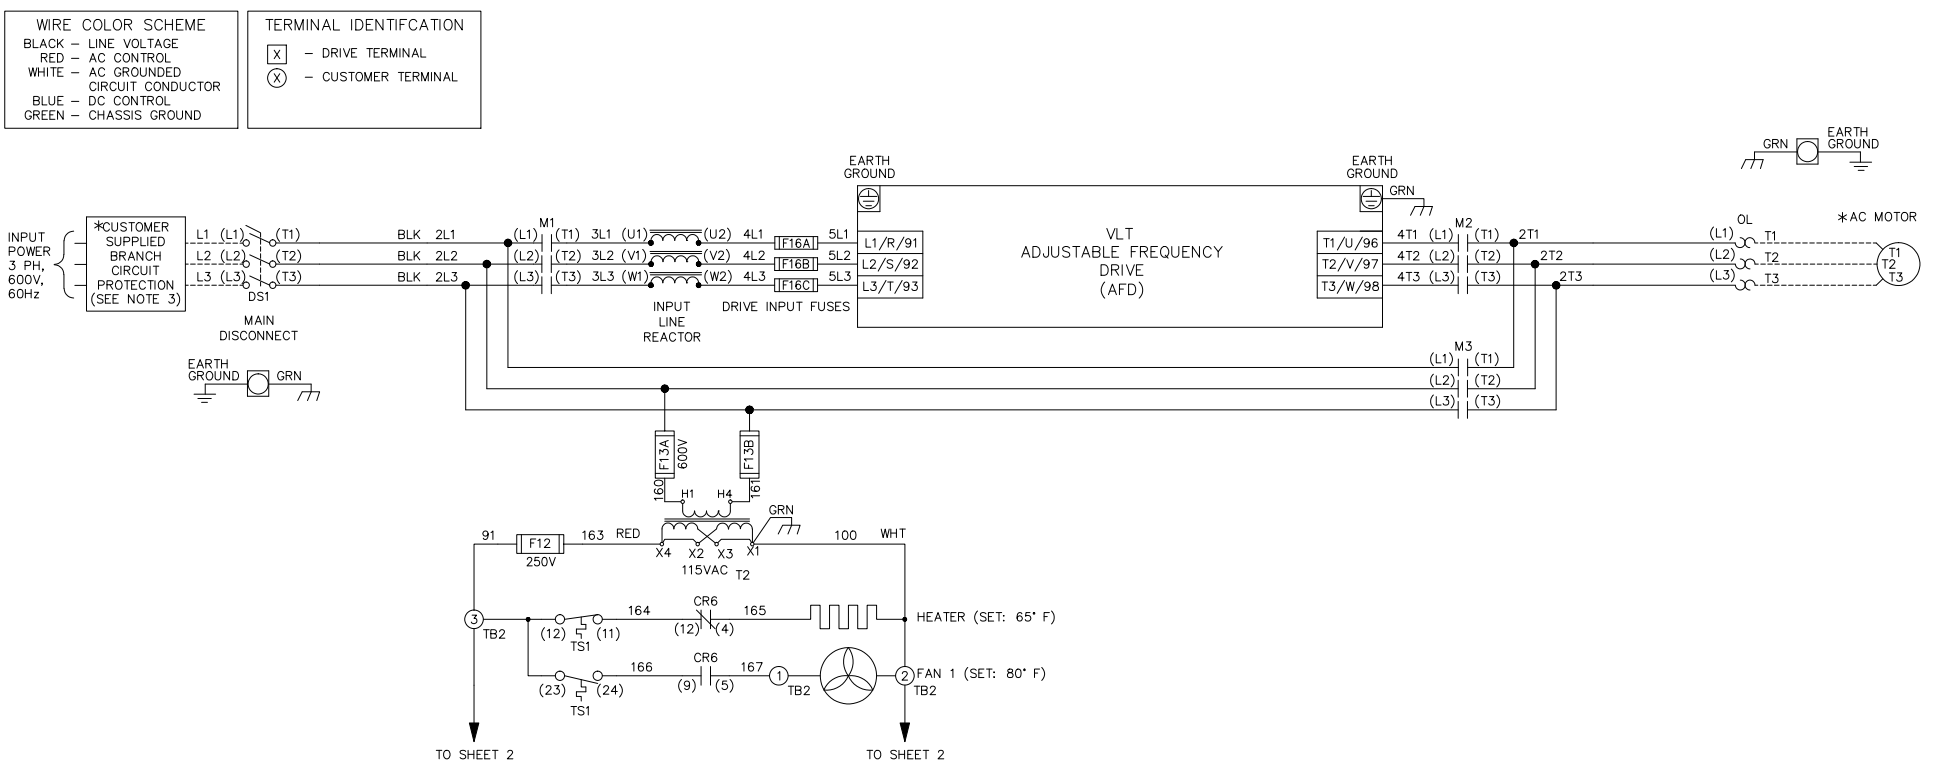 WIRE COLOR SCHEME
BLACK – LINE VOLTAGE
RED – AC CONTROL
WHITE – AC GROUNDED
CIRCUIT CONDUCTOR
BLUE – DC CONTROL
GREEN – CHASSIS GROUND
TERMINAL IDENTIFCATION
X – DRIVE TERMINAL
X – CUSTOMER TERMINAL
INPUT
POWER
3 PH,
600V,
60Hz
*CUSTOMER
SUPPLIED
BRANCH
CIRCUIT
PROTECTION
(SEE NOTE 3)
L1 (L1) (T1) BLK 2L1 (L1) M1 (T1) 3L1 (U1) (U2) 4L1 F16A 5L1 L1/R/91
L2 (L2) (T2) BLK 2L2 (L2) (T2) 3L2 (V1) (V2) 4L2 F16B 5L2 L2/S/92
L3 (L3) (T3) BLK 2L3 (L3) (T3) 3L3 (W1) (W2) 4L3 F16C 5L3 L3/T/93
DS1
MAIN
DISCONNECT
INPUT
LINE
REACTOR
DRIVE INPUT FUSES
EARTH
GROUND
VLT
ADJUSTABLE FREQUENCY
DRIVE
(AFD)
EARTH
GROUND
GRN
T1/U/96 4T1 (L1) M2 (T1) 2T1 (L1) OL T1
T2/V/97 4T2 (L2) (T2) 2T2 (L2) T2
T3/W/98 4T3 (L3) (T3) 2T3 (L3) T3
GRN
EARTH
GROUND
*AC MOTOR
T1
T2
T3
EARTH
GROUND
GRN
M3
(L1) (T1)
(L2) (T2)
(L3) (T3)
F13A
600V
F13B
160
161
H1 H4
GRN
91 F12 163 RED
250V
X4 X2 X3 X1
100 WHT
115VAC T2
3
TB2
(12) (11)
TS1
164
CR6
(12) (4)
165
HEATER (SET: 65° F)
(23) (24)
TS1
166
CR6
(9) (5)
167
1
TB2
2
TB2
FAN 1 (SET: 80° F)
TO SHEET 2
TO SHEET 2